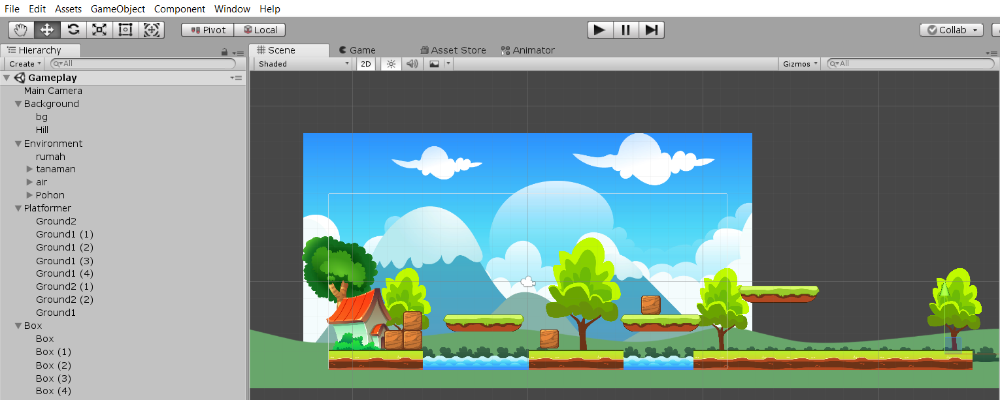 File Edit Assets GameObject Component Window Help
Pivot Local Collab
Hierarchy Scene Game Asset Store Animator
Create All Shaded 2D Gizmos All
Gameplay
Main Camera
Background
bg
Hill
Environment
rumah
tanaman
air
Pohon
Platformer
Ground2
Ground1 (1)
Ground1 (2)
Ground1 (3)
Ground1 (4)
Ground2 (1)
Ground2 (2)
Ground1
Box
Box
Box (1)
Box (2)
Box (3)
Box (4)